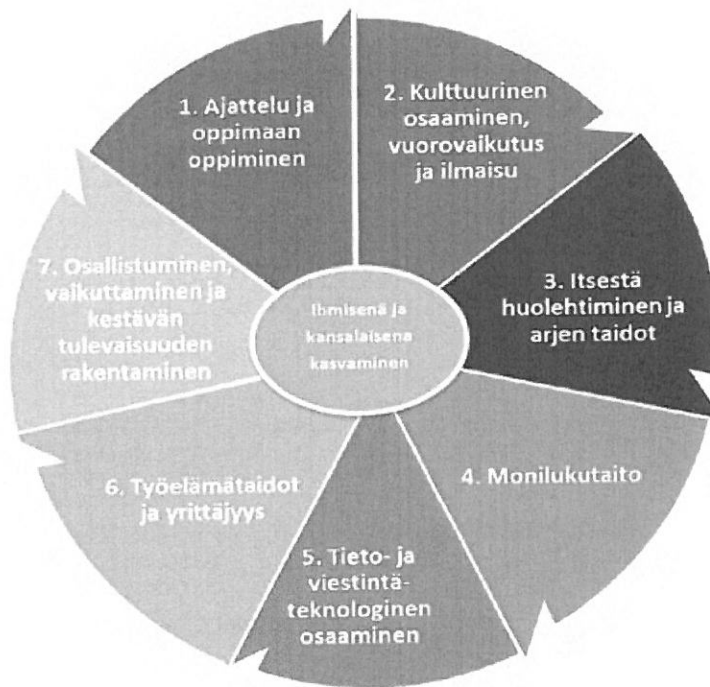 1. Ajattelu ja
oppimaan
oppiminen
2. Kulttuurinen
osaaminen,
vuorovaikutus
ja ilmaisu
3. Itsestä
huolehtiminen ja
arjen taidot
4. Monilukutaito
5. Tieto- ja
viestintä-
teknologinen
osaaminen
6. Työelämätaidot
ja yrittäjyys
7. Osallistuminen,
vaikuttaminen ja
kestävän
tulevaisuuden
rakentaminen
Ihmisenä ja
kansalaisena
kasvaminen